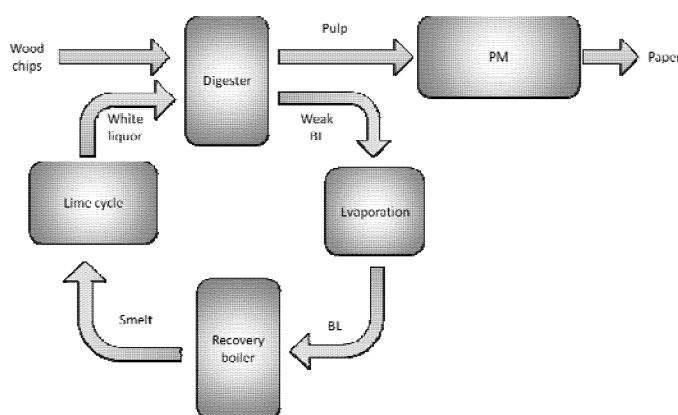 Wood
chips
Pulp
PM
Paper
Digester
White
liquor
Weak
BL
Lime cycle
Evaporation
Smelt
BL
Recovery
boiler